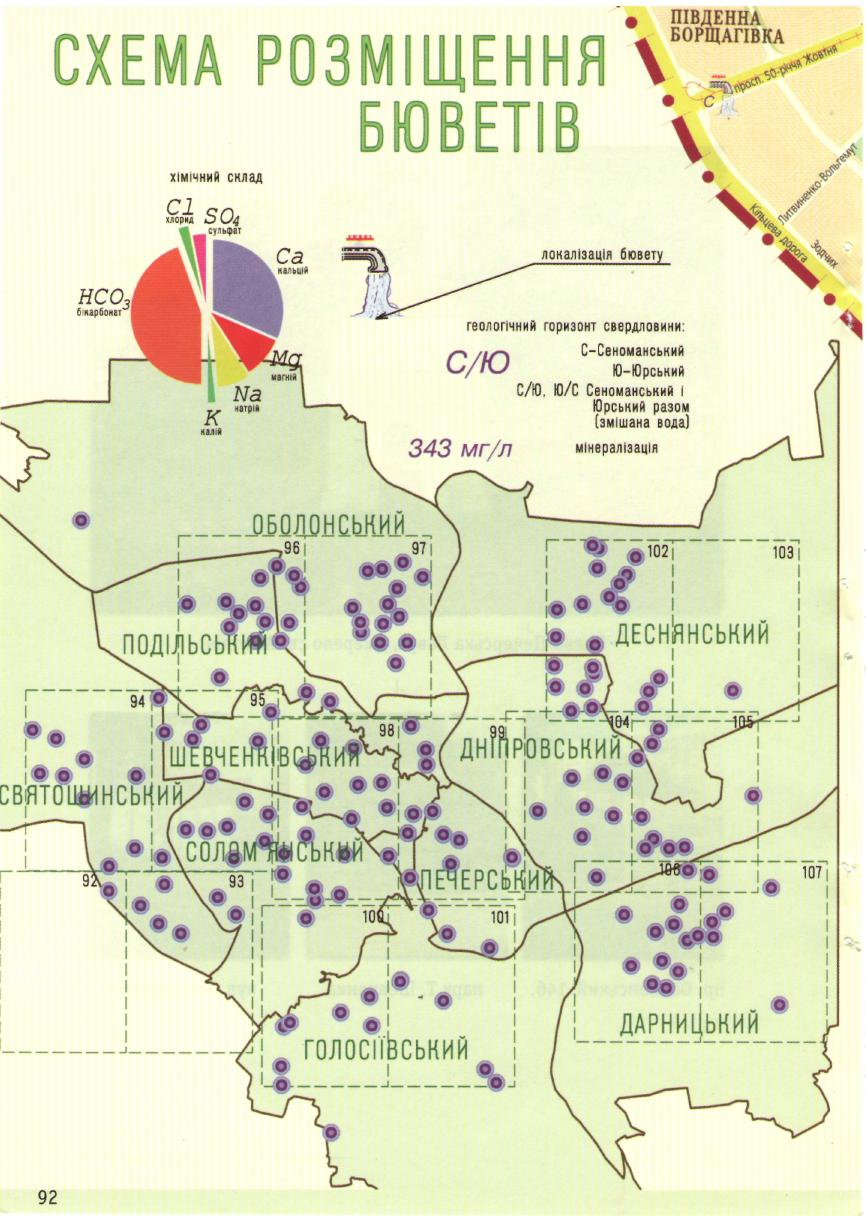 СХЕМА РОЗМІЩЕННЯ
БЮВЕТІВ
ПІВДЕННА
БОРЩАГІВКА
просп. 50-річчя Жовтня
С
Литвиненко-Вольгемут
Кільцева дорога
Зодчих
хімічний склад
Cl
хлорид
SO4
сульфат
Ca
кальцій
HCO3
бікарбонат
Mg
магній
Na
натрій
K
калій
локалізація бювету
геологічний горизонт свердловини:
С/Ю
С-Сеноманський
Ю-Юрський
С/Ю, Ю/С Сеноманський і
Юрський разом
(змішана вода)
343 мг/л
мінералізація
ОБОЛОНСЬКИЙ
96
97
102
103
ДЕСНЯНСЬКИЙ
ПОДІЛЬСЬКИЙ
94
95
98
99
104
105
ШЕВЧЕНКІВСЬКИЙ
ДНІПРОВСЬКИЙ
СВЯТОШИНСЬКИЙ
СОЛОМ'ЯНСЬКИЙ
ПЕЧЕРСЬКИЙ
92
93
100
101
106
107
ДАРНИЦЬКИЙ
ГОЛОСІЇВСЬКИЙ
92